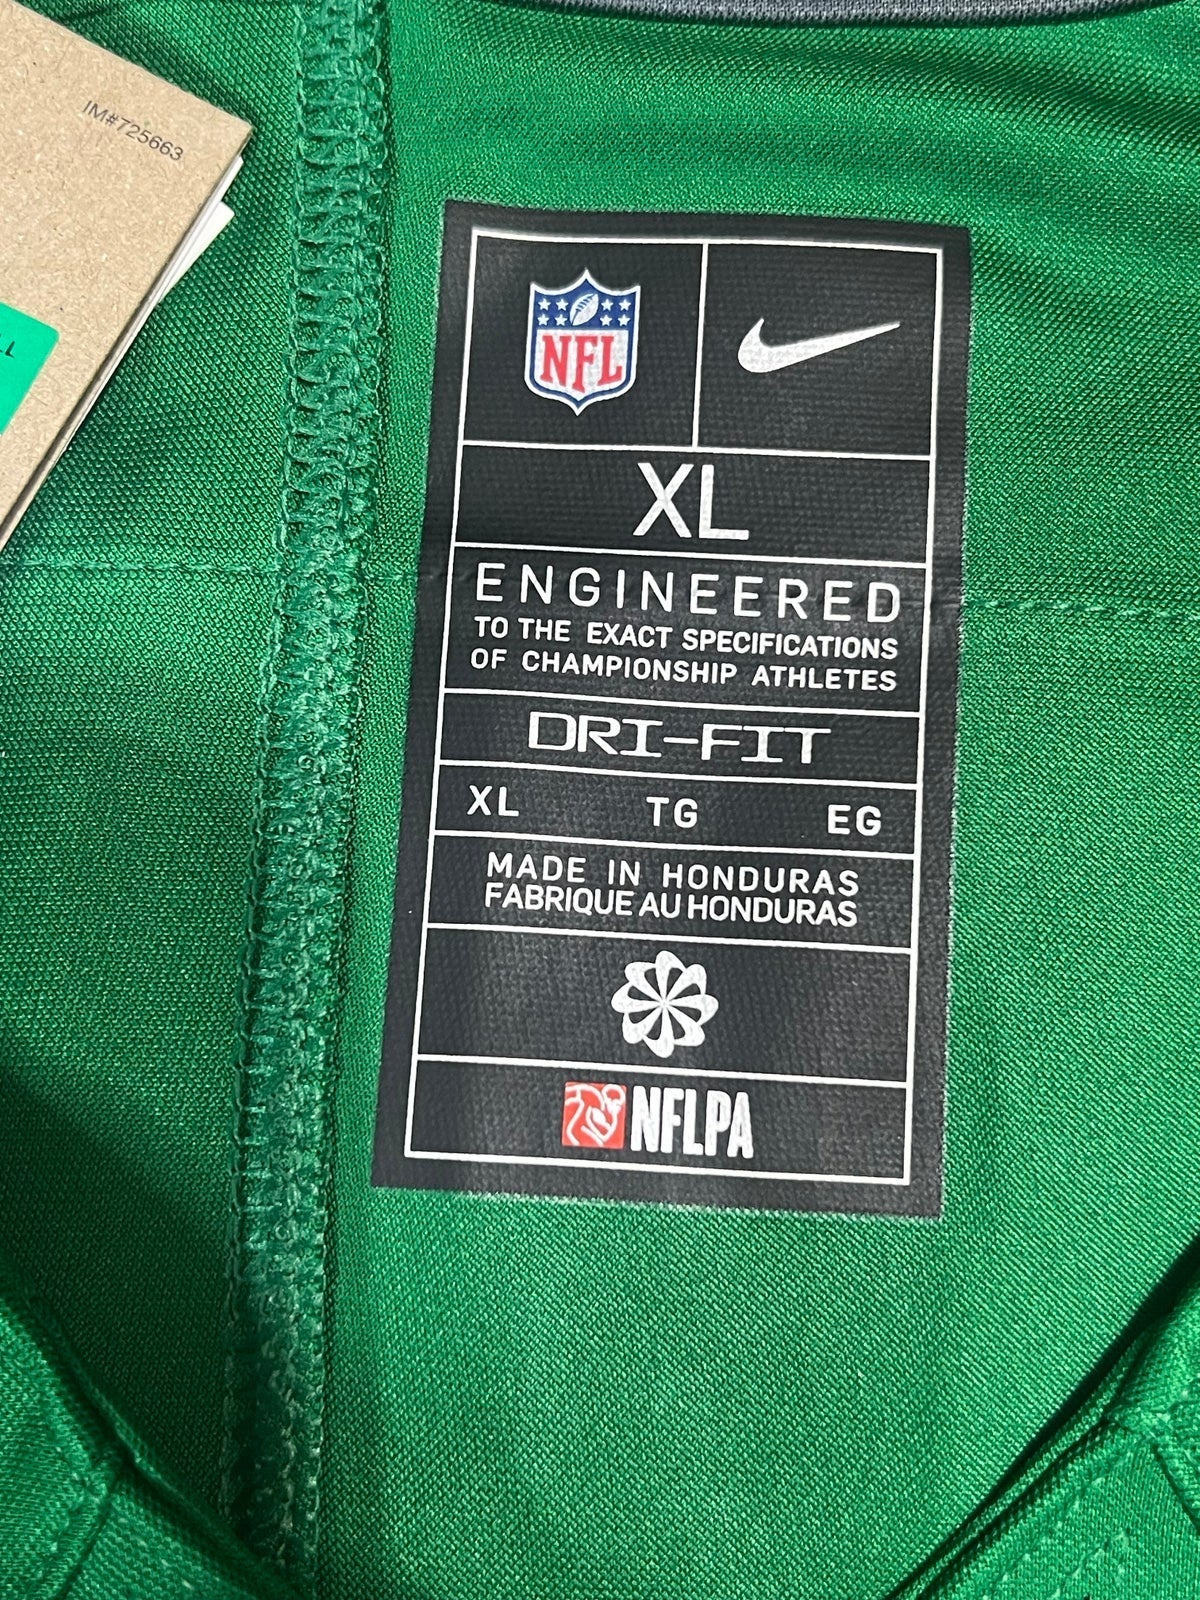 IM#725663
LL
NFL
XL
ENGINEERED
TO THE EXACT SPECIFICATIONS
OF CHAMPIONSHIP ATHLETES
DRI-FIT
XL TG EG
MADE IN HONDURAS
FABRIQUE AU HONDURAS
NFLPA